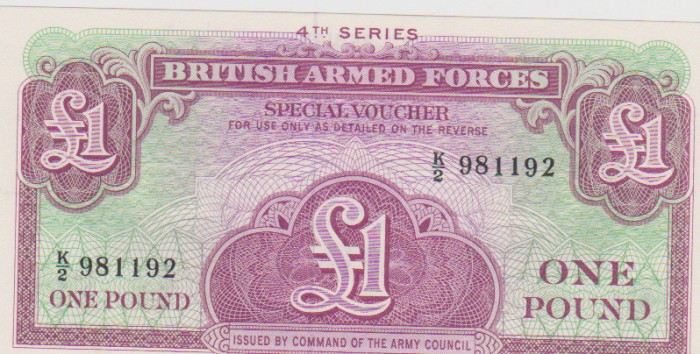 4TH SERIES
BRITISH ARMED FORCES
SPECIAL VOUCHER
FOR USE ONLY AS DETAILED ON THE REVERSE
£1
£1
K/2 981192
£1
K/2 981192
ONE POUND
ONE
POUND
ISSUED BY COMMAND OF THE ARMY COUNCIL